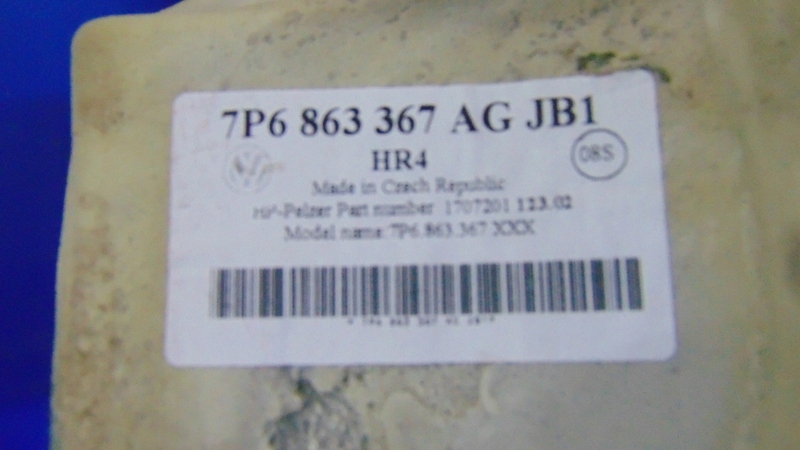 7P6 863 367 AG JB1
HR4
08S
Made in Czech Republic
HP-Pelzer Part number 1707201 123.02
Model name:7P6.863.367 XXX